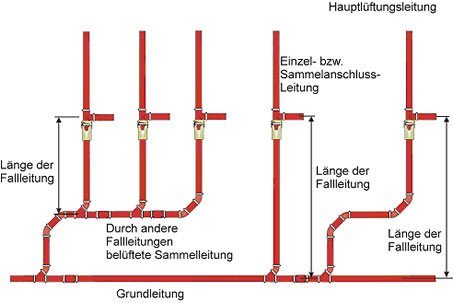 Hauptlüftungsleitung
Einzel- bzw.
Sammelanschluss-
Leitung
Länge der
Fallleitung
Länge der
Fallleitung
Durch andere
Fallleitungen
belüftete Sammelleitung
Länge der
Fallleitung
Grundleitung